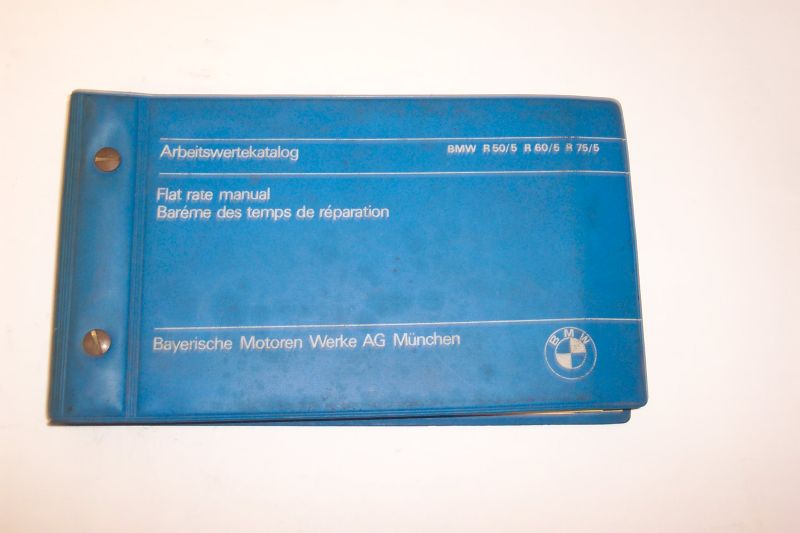 Arbeitswertekatalog BMW R 50/5 R 60/5 R 75/5
Flat rate manual
Baréme des temps de réparation
Bayerische Motoren Werke AG München
BMW